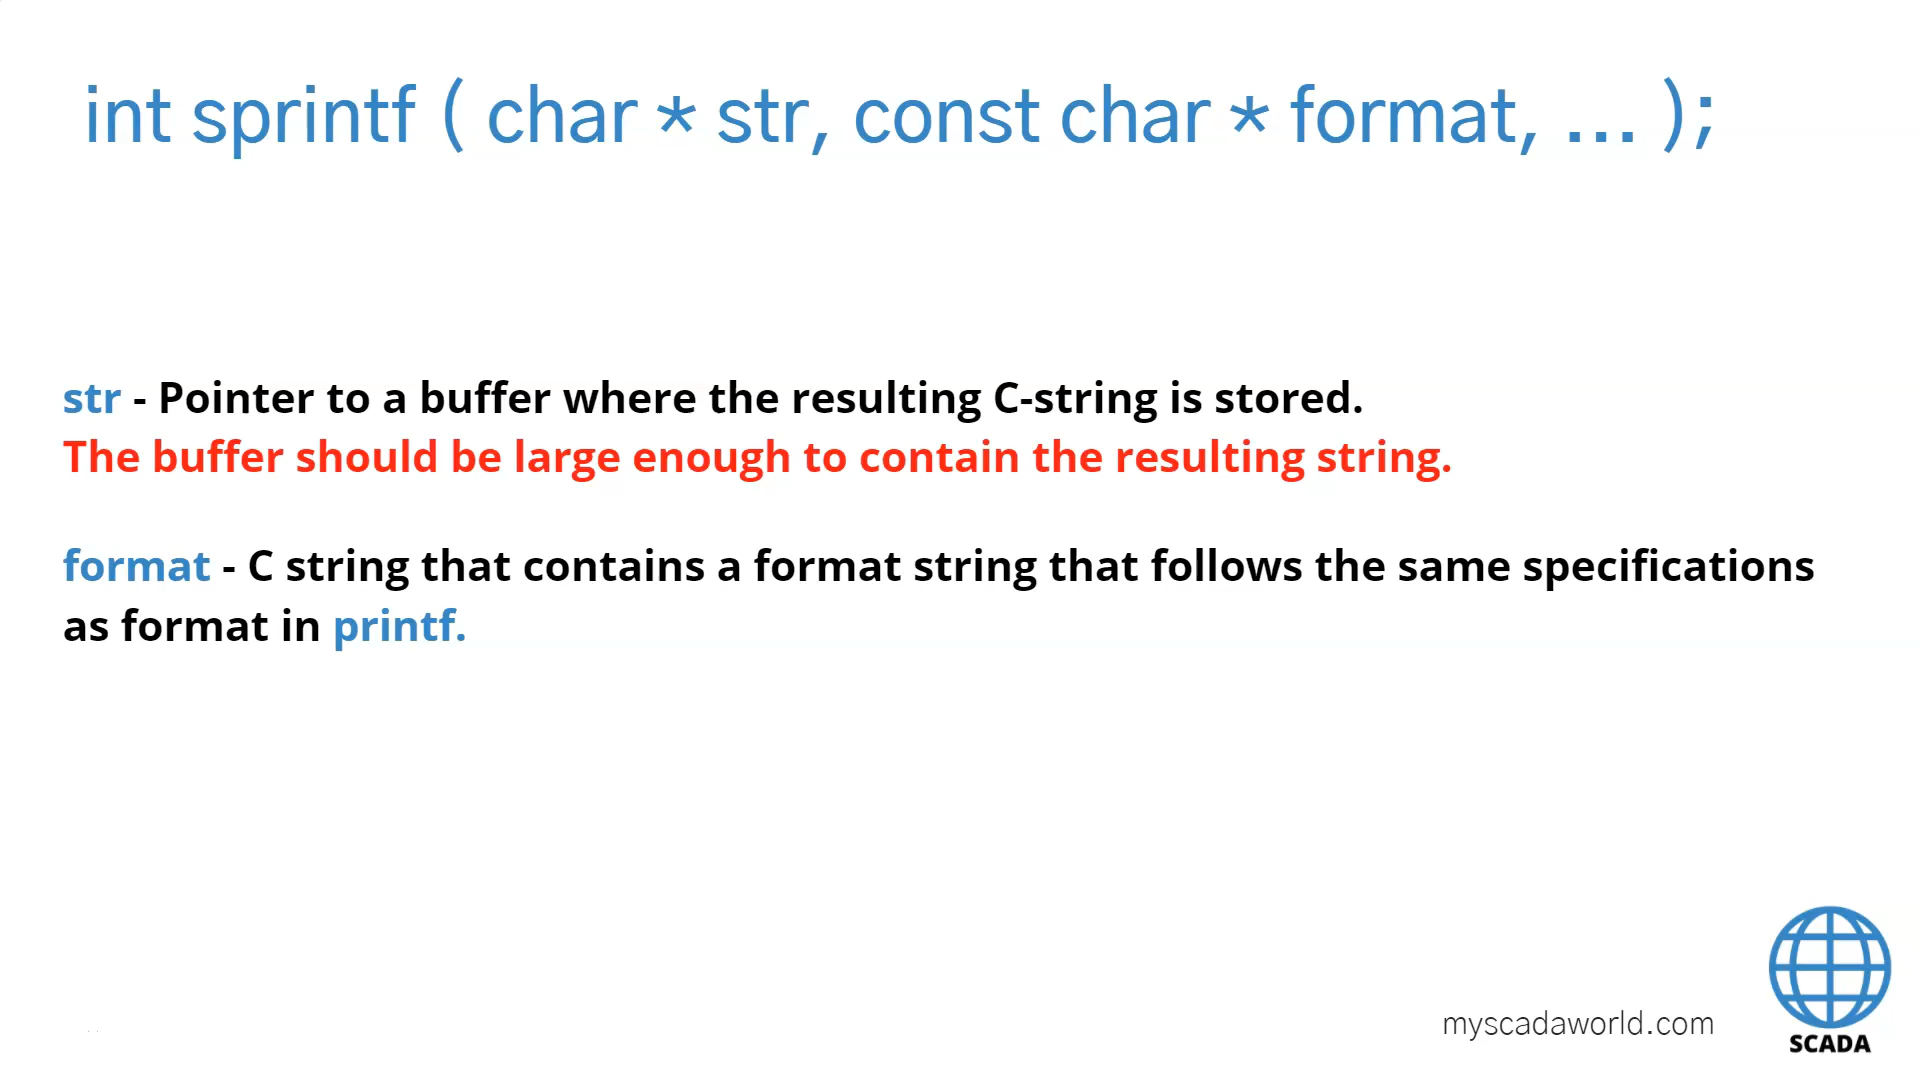 int sprintf ( char * str, const char * format, ... );
str - Pointer to a buffer where the resulting C-string is stored.
The buffer should be large enough to contain the resulting string.
format - C string that contains a format string that follows the same specifications
as format in printf.
myscadaworld.com
SCADA